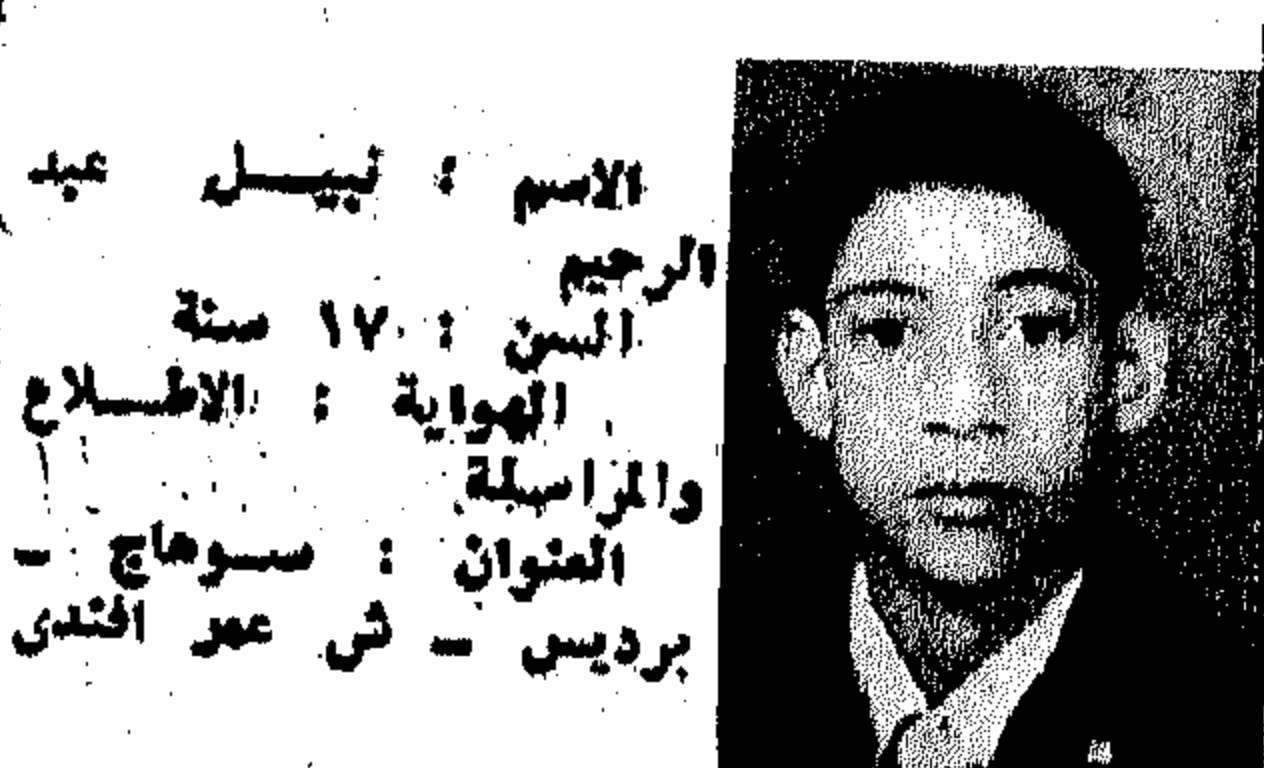 الاسم : نبيل عبد
الرحيم
السن : ١٧ سنة
الهواية : الاطلاع
والمراسلة
العنوان : سوهاج -
برديس - ش عمر افندى